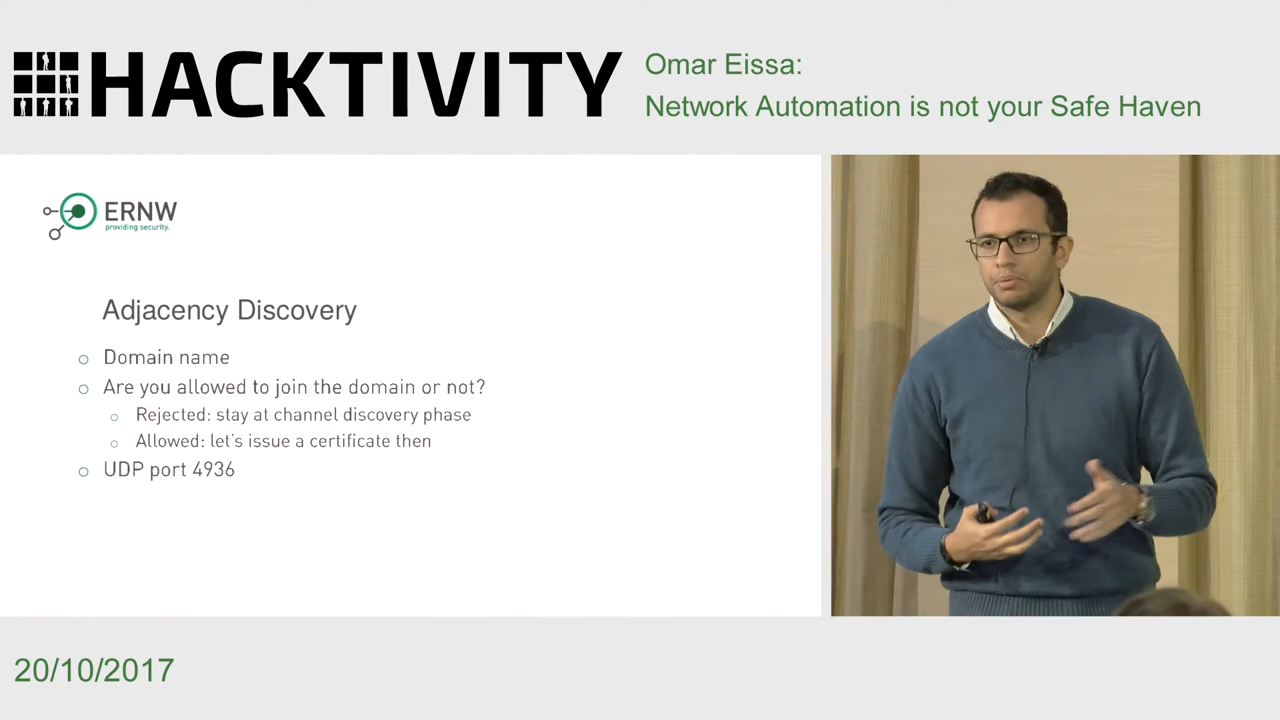 HACKTIVITY
Omar Eissa:
Network Automation is not your Safe Haven
ERNW
providing security.
Adjacency Discovery
Domain name
Are you allowed to join the domain or not?
Rejected: stay at channel discovery phase
Allowed: let's issue a certificate then
UDP port 4936
20/10/2017